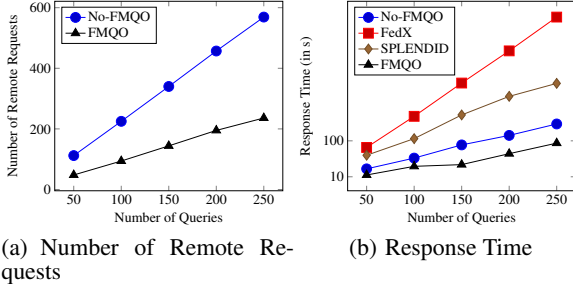 No-FMQO
FMQO
600
400
200
0
50 100 150 200 250
Number of Queries
Number of Remote Requests
No-FMQO
FedX
SPLENDID
FMQO
100
10
50 100 150 200 250
Number of Queries
Response Time (in s)
(a) Number of Remote Re-
quests
(b) Response Time